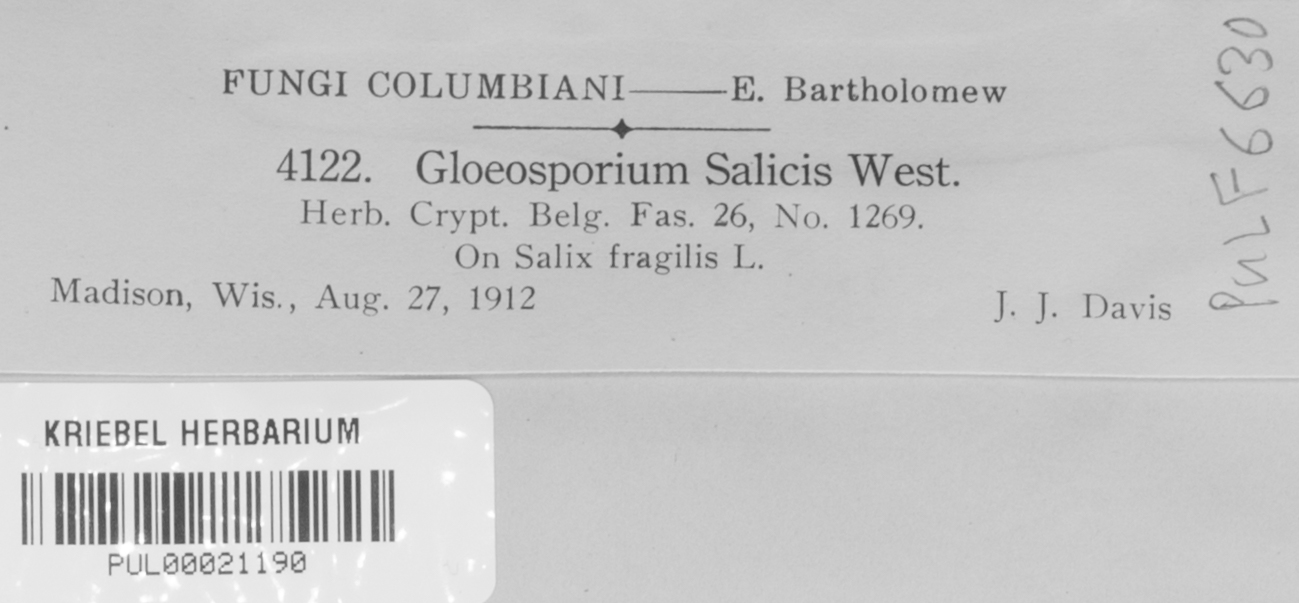 FUNGI COLUMBIANI——E. Bartholomew
4122. Gloeosporium Salicis West.
Herb. Crypt. Belg. Fas. 26, No. 1269.
On Salix fragilis L.
Madison, Wis., Aug. 27, 1912 J. J. Davis
PuLF6630
KRIEBEL HERBARIUM
PUL00021190